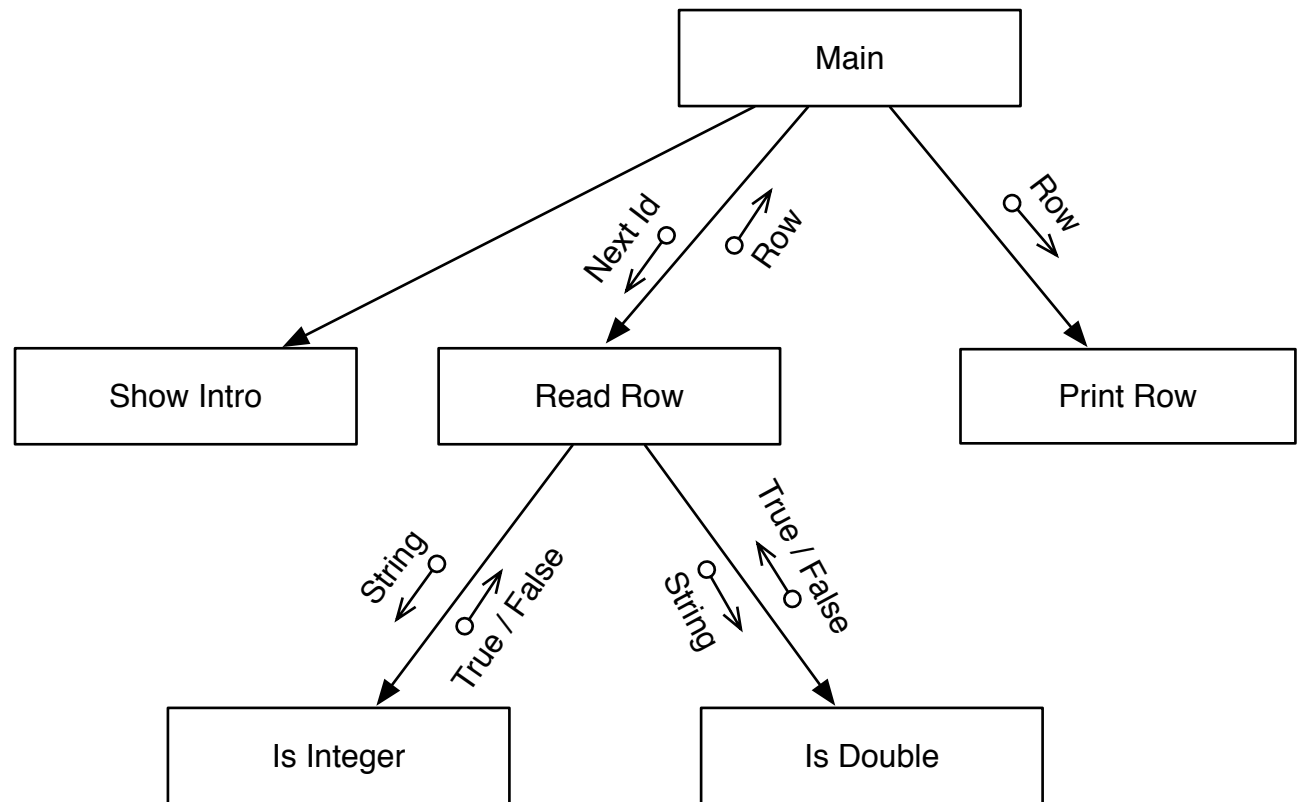 Main
Next Id
Row
Row
Show Intro
Read Row
Print Row
String
True / False
String
True / False
Is Integer
Is Double